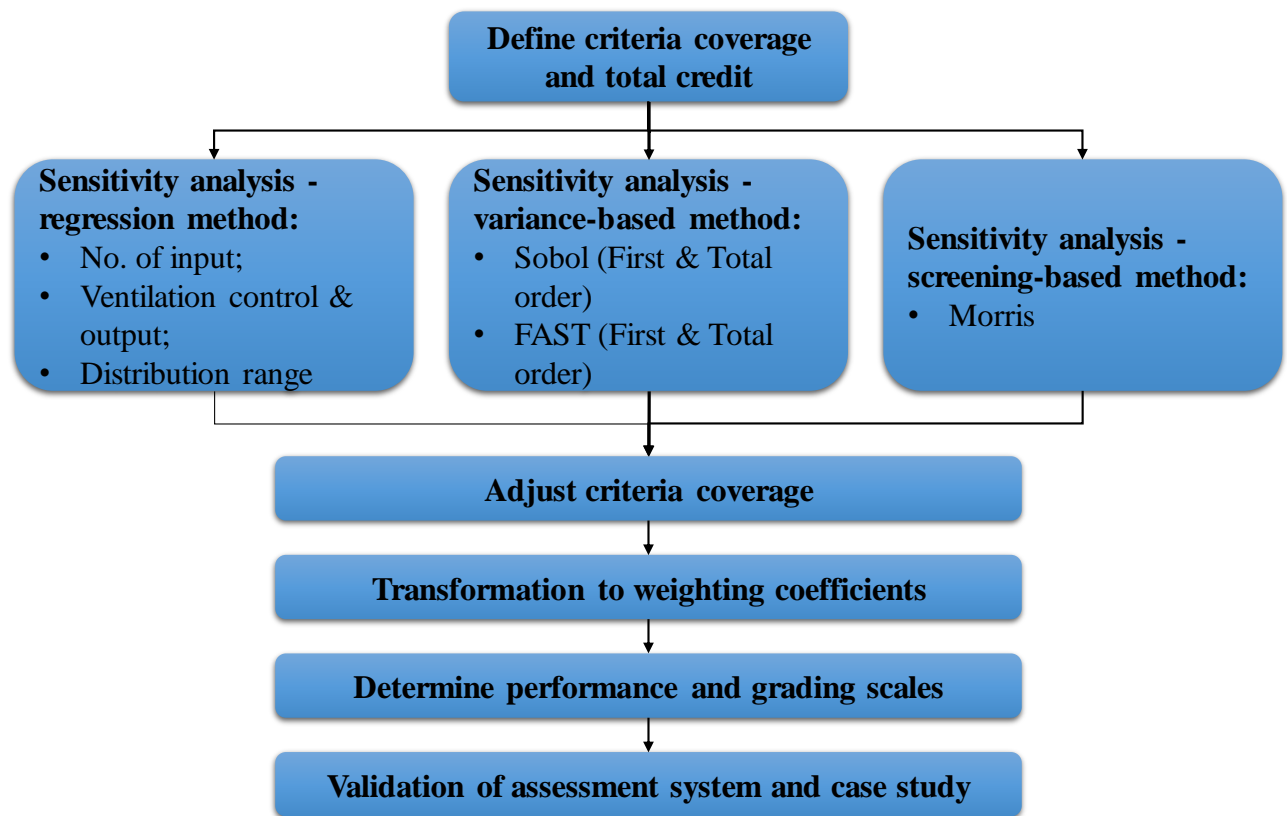 Define criteria coverage
and total credit
Sensitivity analysis -
regression method:
• No. of input;
• Ventilation control &
output;
• Distribution range
Sensitivity analysis -
variance-based method:
• Sobol (First & Total
order)
• FAST (First & Total
order)
Sensitivity analysis -
screening-based method:
• Morris
Adjust criteria coverage
Transformation to weighting coefficients
Determine performance and grading scales
Validation of assessment system and case study